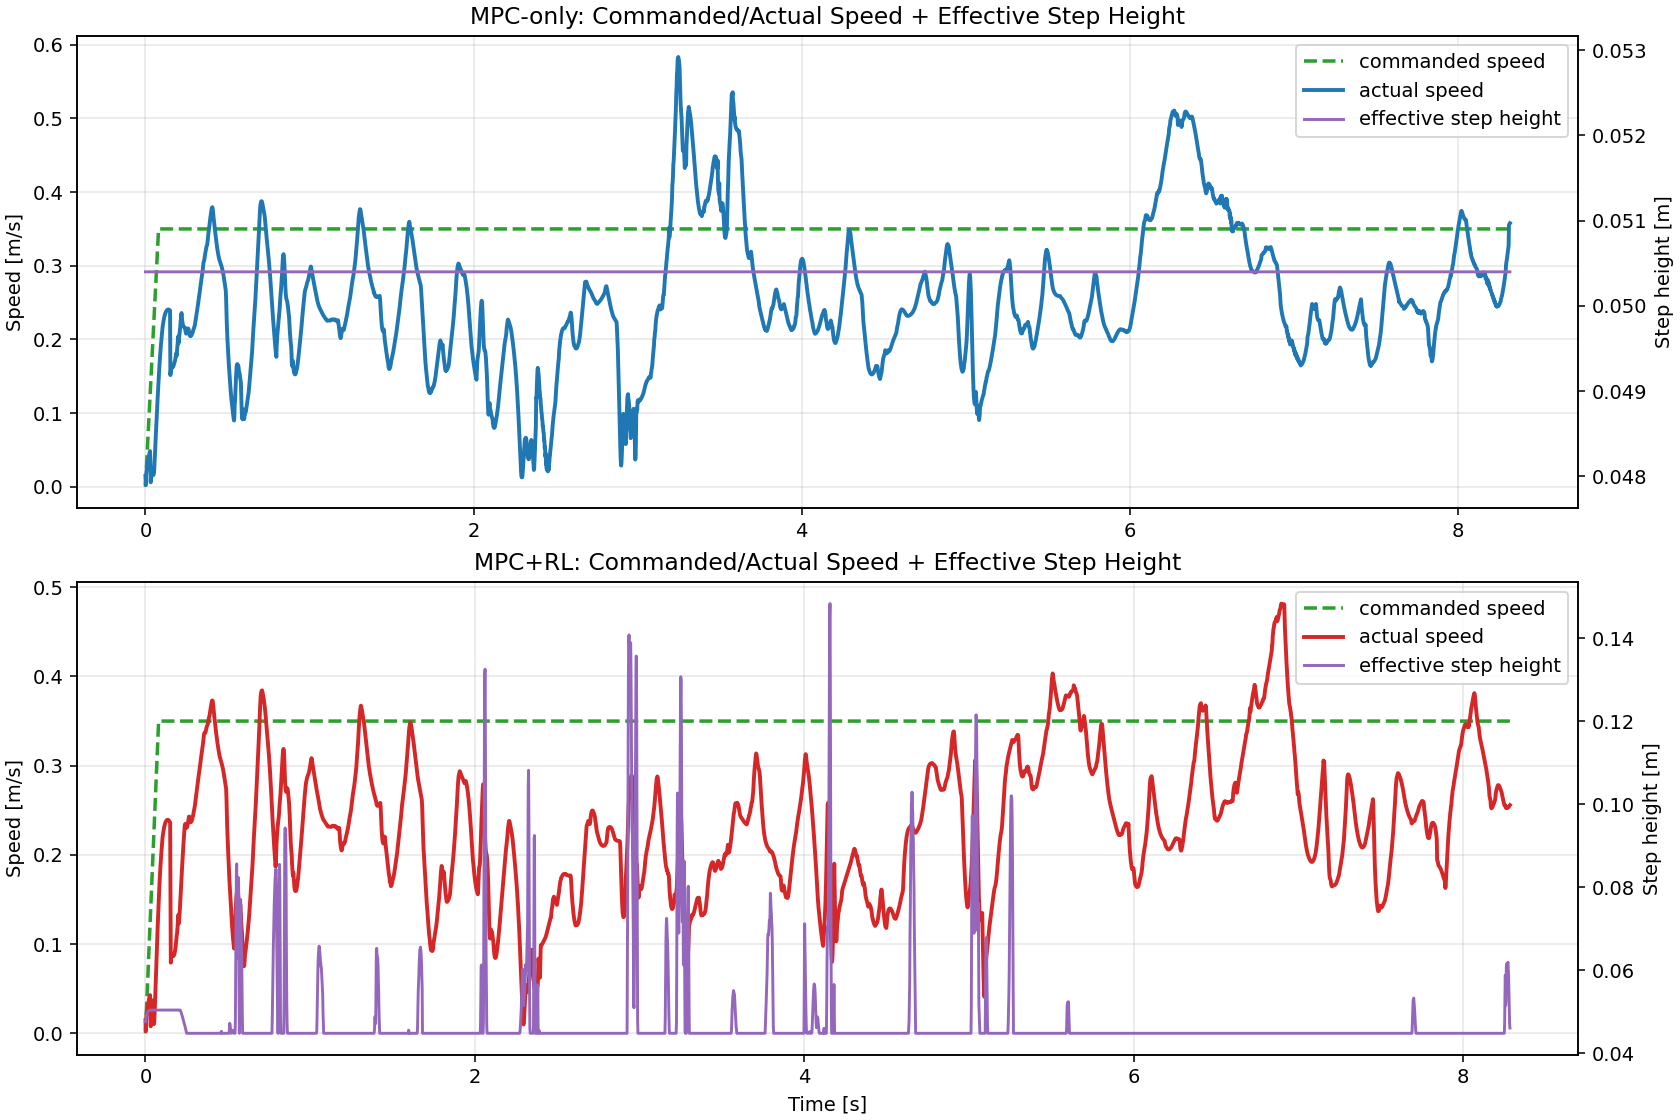 MPC-only: Commanded/Actual Speed + Effective Step Height
0.6
0.5
0.4
0.3
0.2
0.1
0.0
Speed [m/s]
commanded speed
actual speed
effective step height
0.053
0.052
0.051
0.050
0.049
0.048
Step height [m]
0 2 4 6 8
MPC+RL: Commanded/Actual Speed + Effective Step Height
0.5
0.4
0.3
0.2
0.1
0.0
Speed [m/s]
commanded speed
actual speed
effective step height
0.14
0.12
0.10
0.08
0.06
0.04
Step height [m]
0 2 4 6 8
Time [s]